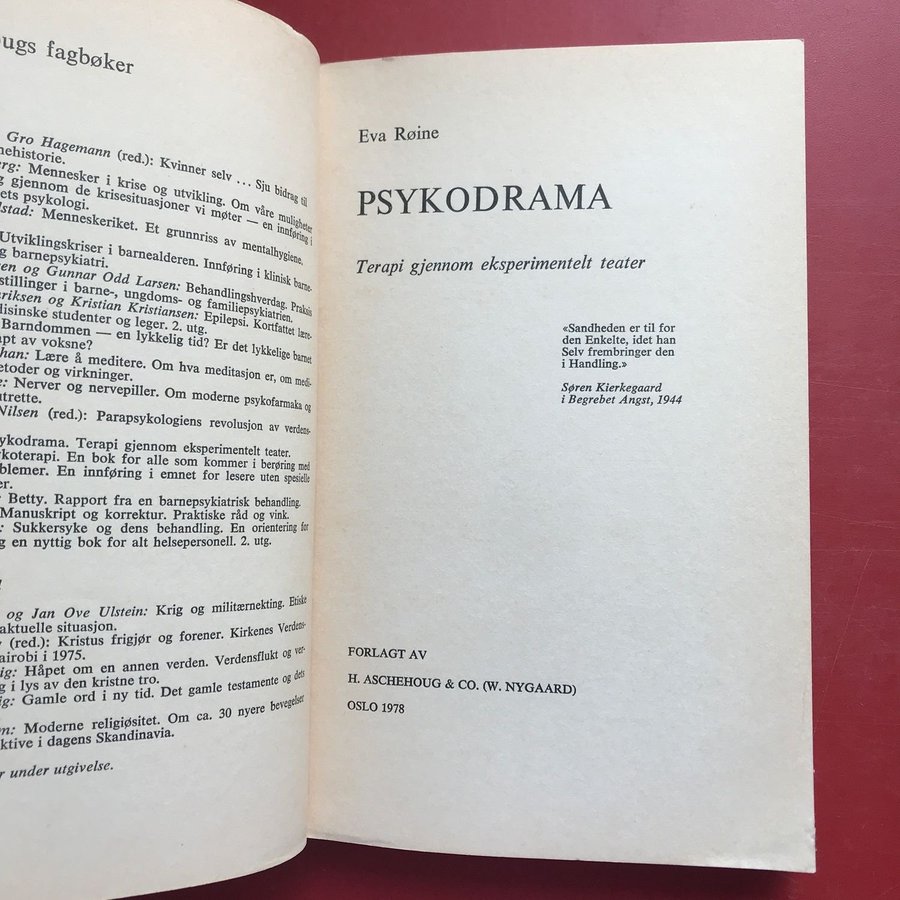 ugs fagbøker
Gro Hagemann (red.): Kvinner selv ... Sju bidrag til
nehistorie.
erg: Mennesker i krise og utvikling. Om våre muligheter
g gjennom de krisesituasjoner vi møter — en innføring i
ets psykologi.
lstad: Menneskeriket. Et grunnriss av mentalhygiene.
Utviklingskriser i barnealderen. Innføring i klinisk barne-
g barnepsykiatri.
en og Gunnar Odd Larsen: Behandlingshverdag. Praksis
stillinger i barne-, ungdoms- og familiepsykiatrien.
riksen og Kristian Kristiansen: Epilepsi. Kortfattet lære-
disinske studenter og leger. 2. utg.
Barndommen — en lykkelig tid? Er det lykkelige barnet
apt av voksne?
han: Lære å meditere. Om hva meditasjon er, om medi-
etoder og virkninger.
e: Nerver og nervepiller. Om moderne psykofarmaka og
utrette.
Nilsen (red.): Parapsykologiens revolusjon av verdens-
ykodrama. Terapi gjennom eksperimentelt teater.
koterapi. En bok for alle som kommer i berøring med
oblemer. En innføring i emnet for lesere uten spesielle
er.
Betty. Rapport fra en barnepsykiatrisk behandling.
Manuskript og korrektur. Praktiske råd og vink.
: Sukkersyke og dens behandling. En orientering for
g en nyttig bok for alt helsepersonell. 2. utg.
og Jan Ove Ulstein: Krig og militærnekting. Etiske
aktuelle situasjon.
(red.): Kristus frigjør og forener. Kirkenes Verdens-
airobi i 1975.
ig: Håpet om en annen verden. Verdensflukt og ver-
g i lys av den kristne tro.
ig: Gamle ord i ny tid. Det gamle testamente og dets
n: Moderne religiøsitet. Om ca. 30 nyere bevegelser
ktive i dagens Skandinavia.
r under utgivelse.
Eva Røine
PSYKODRAMA
Terapi gjennom eksperimentelt teater
«Sandheden er til for
den Enkelte, idet han
Selv frembringer den
i Handling.»
Søren Kierkegaard
i Begrebet Angst, 1944
FORLAGT AV
H. ASCHEHOUG & CO. (W. NYGAARD)
OSLO 1978